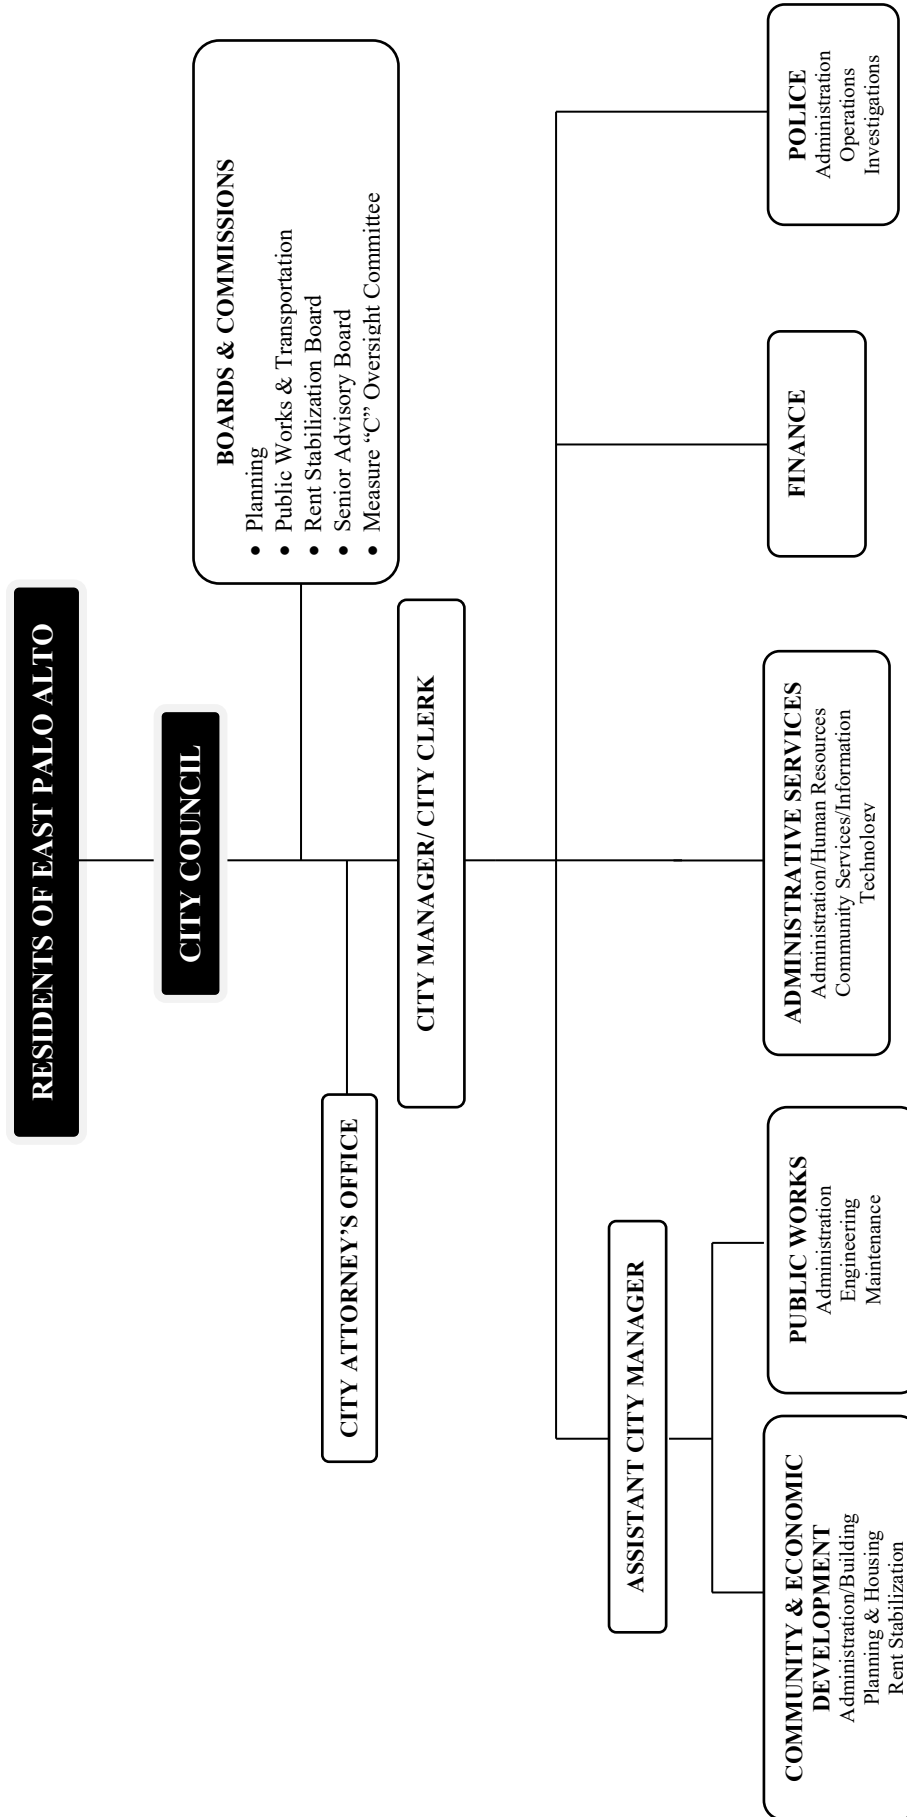 RESIDENTS OF EAST PALO ALTO
CITY COUNCIL
BOARDS & COMMISSIONS
• Planning
• Public Works & Transportation
• Rent Stabilization Board
• Senior Advisory Board
• Measure “C” Oversight Committee
CITY ATTORNEY’S OFFICE
CITY MANAGER/ CITY CLERK
ASSISTANT CITY MANAGER
COMMUNITY & ECONOMIC
DEVELOPMENT
Administration/Building
Planning & Housing
Rent Stabilization
PUBLIC WORKS
Administration
Engineering
Maintenance
ADMINISTRATIVE SERVICES
Administration/Human Resources
Community Services/Information
Technology
FINANCE
POLICE
Administration
Operations
Investigations